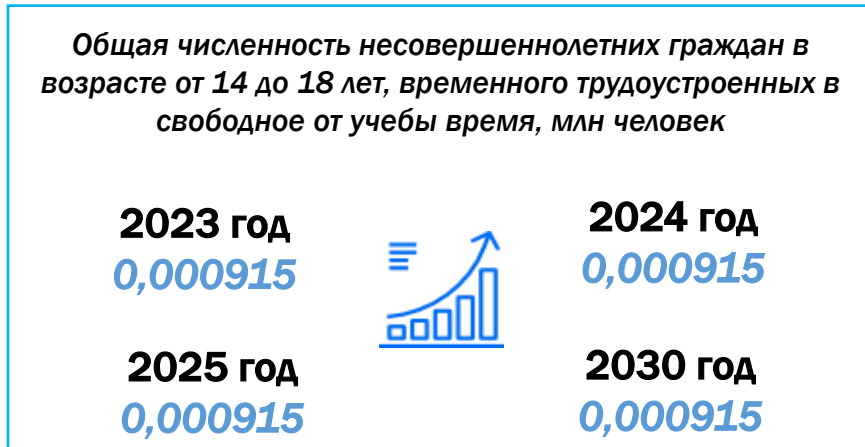 Общая численность несовершеннолетних граждан в
возрасте от 14 до 18 лет, временного трудоустроенных в
свободное от учебы время, млн человек
2023 год
0,000915
2024 год
0,000915
2025 год
0,000915
2030 год
0,000915